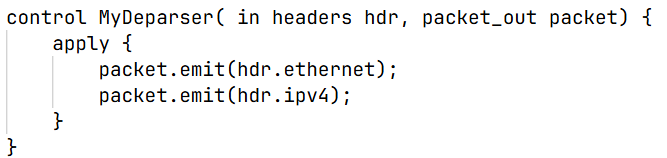 control MyDeparser( in headers hdr, packet_out packet) {
    apply {
        packet.emit(hdr.ethernet);
        packet.emit(hdr.ipv4);
    }
}